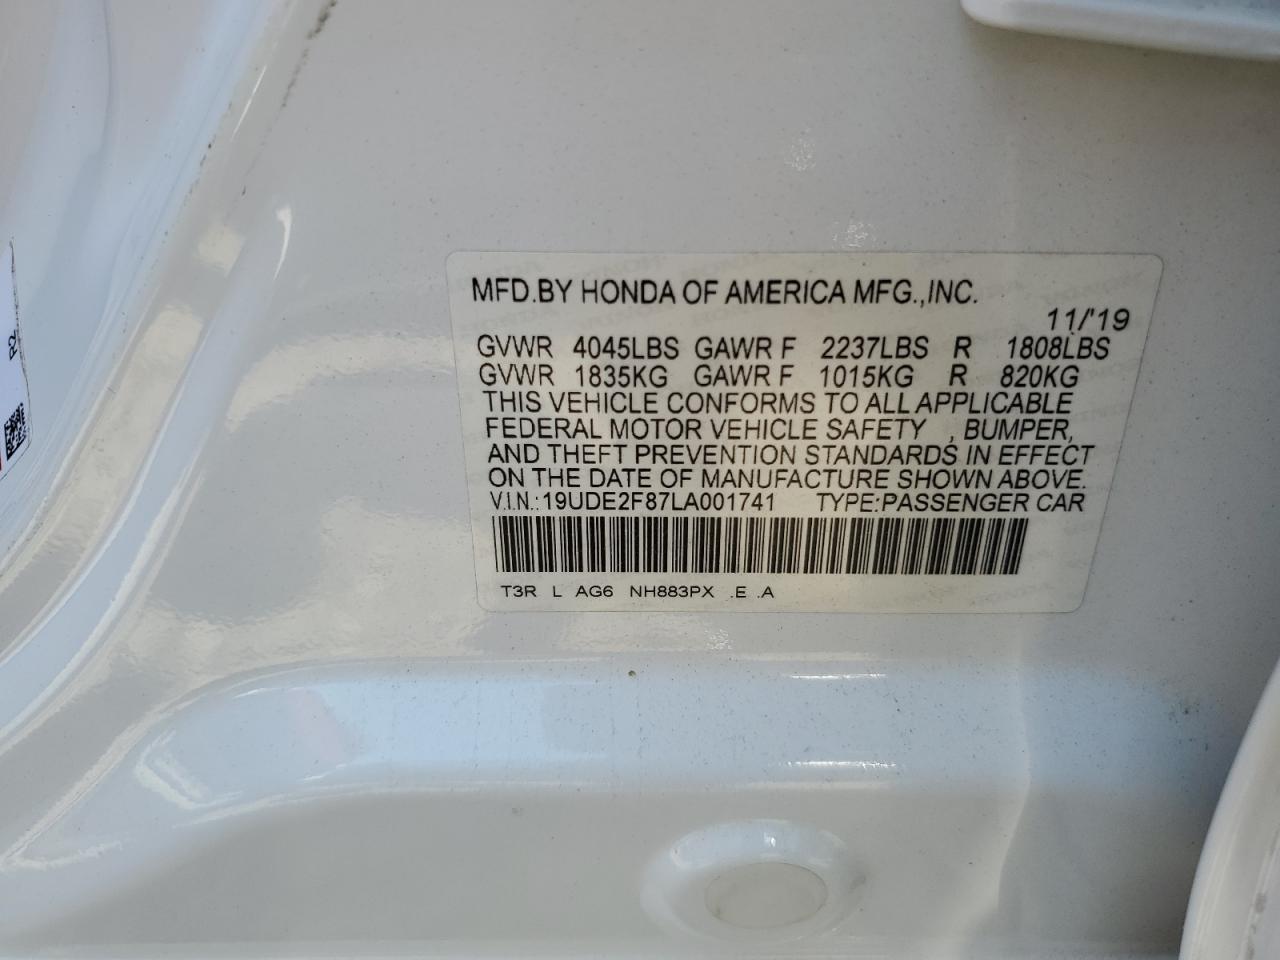 MFD.BY HONDA OF AMERICA MFG.,INC.
11/'19
GVWR 4045LBS GAWR F 2237LBS R 1808LBS
GVWR 1835KG GAWR F 1015KG R 820KG
THIS VEHICLE CONFORMS TO ALL APPLICABLE
FEDERAL MOTOR VEHICLE SAFETY , BUMPER,
AND THEFT PREVENTION STANDARDS IN EFFECT
ON THE DATE OF MANUFACTURE SHOWN ABOVE.
V.I.N.:19UDE2F87LA001741 TYPE:PASSENGER CAR
T3R L AG6 NH883PX .E .A